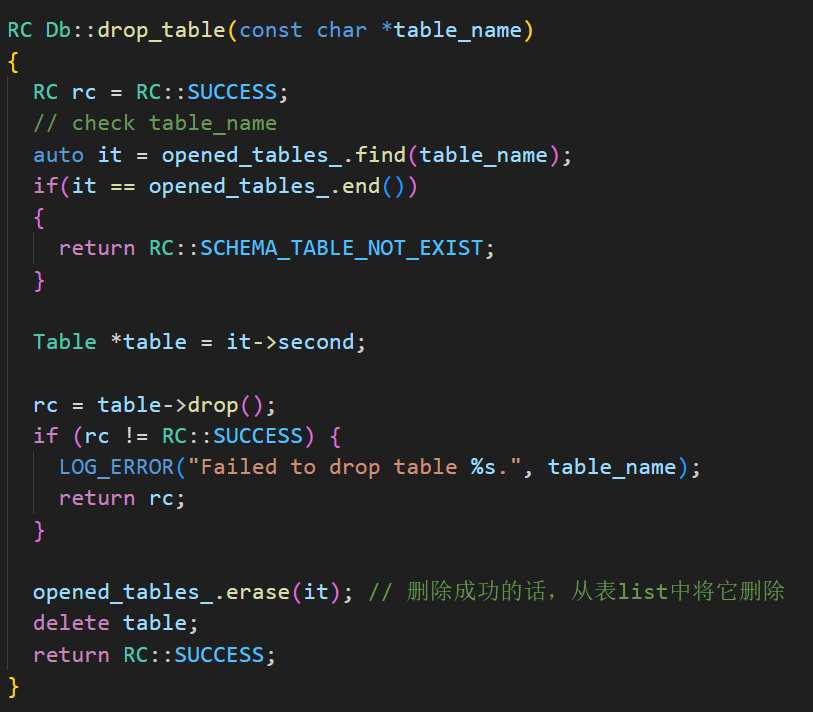 RC Db::drop_table(const char *table_name)
{
  RC rc = RC::SUCCESS;
  // check table_name
  auto it = opened_tables_.find(table_name);
  if(it == opened_tables_.end())
  {
    return RC::SCHEMA_TABLE_NOT_EXIST;
  }

  Table *table = it->second;

  rc = table->drop();
  if (rc != RC::SUCCESS) {
    LOG_ERROR("Failed to drop table %s.", table_name);
    return rc;
  }

  opened_tables_.erase(it); // 删除成功的话，从表list中将它删除
  delete table;
  return RC::SUCCESS;
}